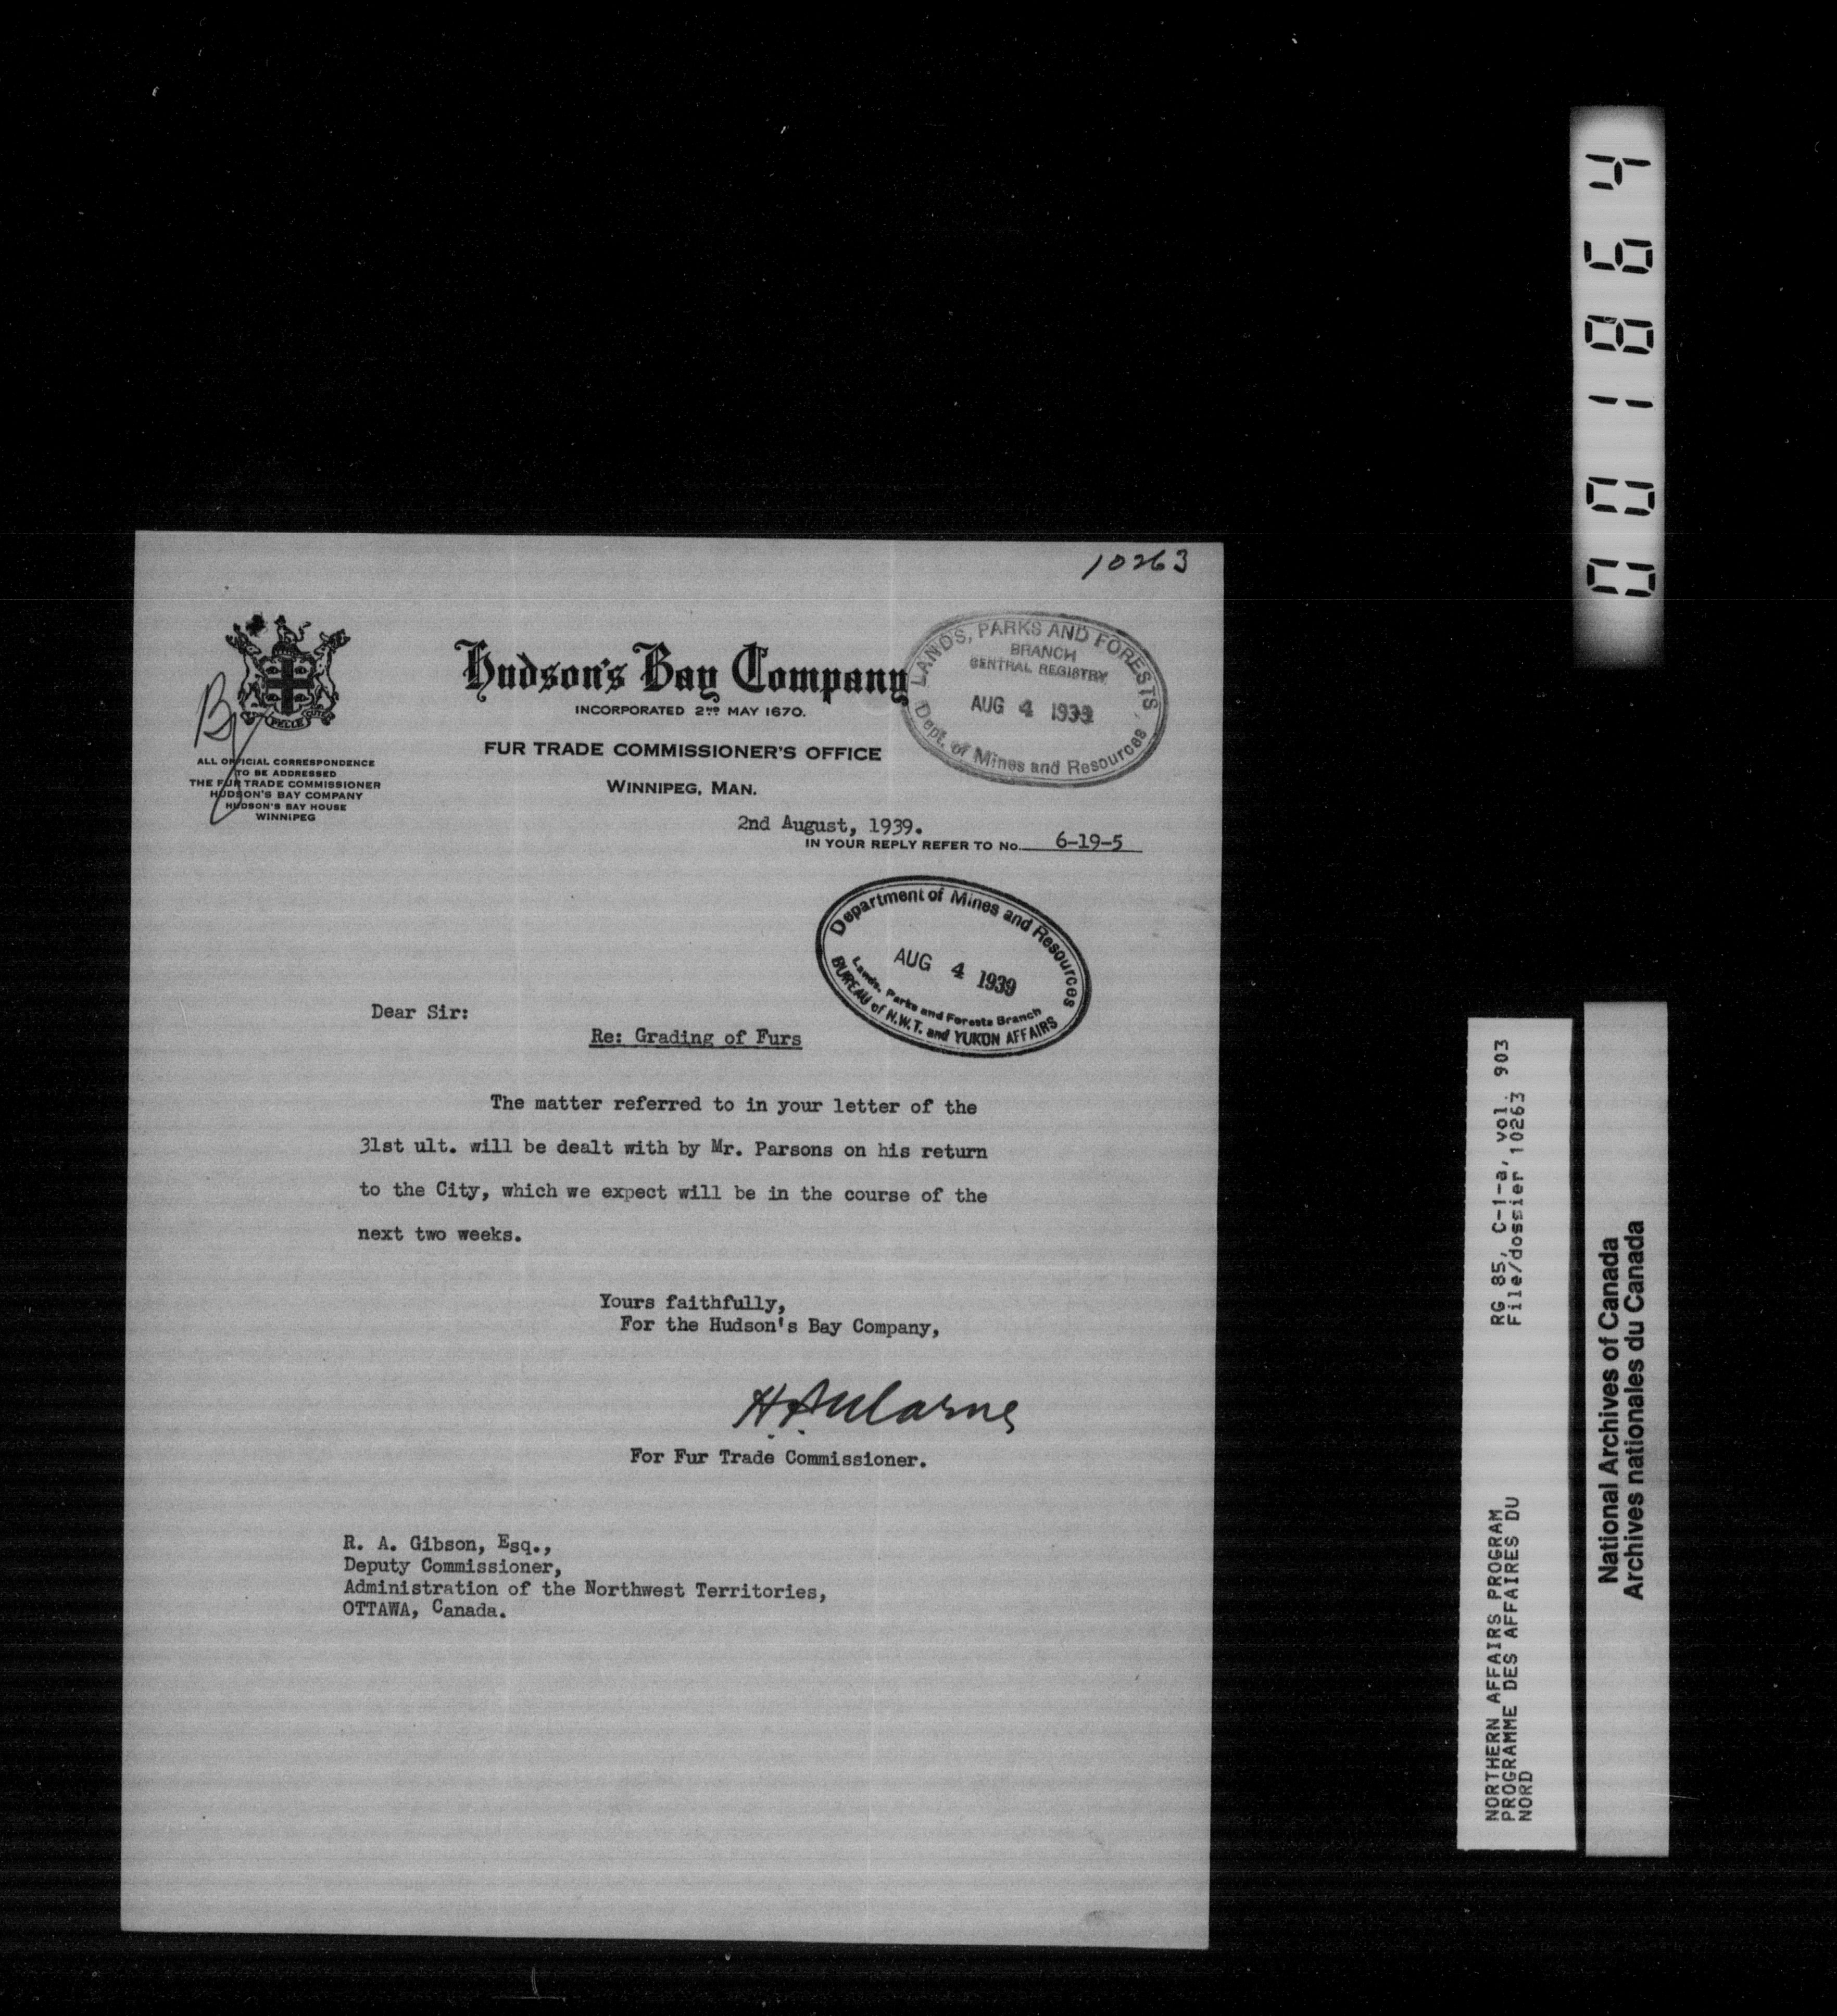 10263
Hudson's Bay Company
INCORPORATED 2ND MAY 1670.
FUR TRADE COMMISSIONER'S OFFICE
WINNIPEG, MAN.
ALL OFFICIAL CORRESPONDENCE
TO BE ADDRESSED
THE FUR TRADE COMMISSIONER
HUDSON'S BAY COMPANY
HUDSON'S BAY HOUSE
WINNIPEG
LANDS, PARKS AND FORESTS
BRANCH
CENTRAL REGISTRY
AUG 4 1939
Dept. of Mines and Resources
2nd August, 1939.
IN YOUR REPLY REFER TO No. 6-19-5
Department of Mines and Resources
AUG 4 1939
Lands, Parks and Forests Branch
BUREAU of N.W.T. and YUKON AFFAIRS
Dear Sir:
Re: Grading of Furs
The matter referred to in your letter of the
31st ult. will be dealt with by Mr. Parsons on his return
to the City, which we expect will be in the course of the
next two weeks.
Yours faithfully,
For the Hudson's Bay Company,
For Fur Trade Commissioner.
R. A. Gibson, Esq.,
Deputy Commissioner,
Administration of the Northwest Territories,
OTTAWA, Canada.
001864
RG 85, C-1-a, vol. 903
File/dossier 10263
NORTHERN AFFAIRS PROGRAM
PROGRAMME DES AFFAIRES DU
NORD
National Archives of Canada
Archives nationales du Canada